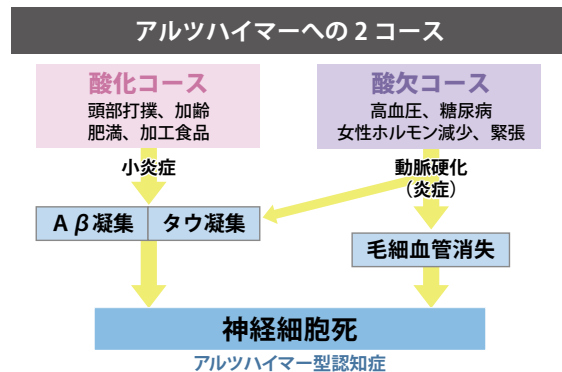 アルツハイマーへの2コース
酸化コース
頭部打撲、加齢
肥満、加工食品
酸欠コース
高血圧、糖尿病
女性ホルモン減少、緊張
小炎症
動脈硬化
（炎症）
Aβ凝集 タウ凝集
毛細血管消失
神経細胞死
アルツハイマー型認知症